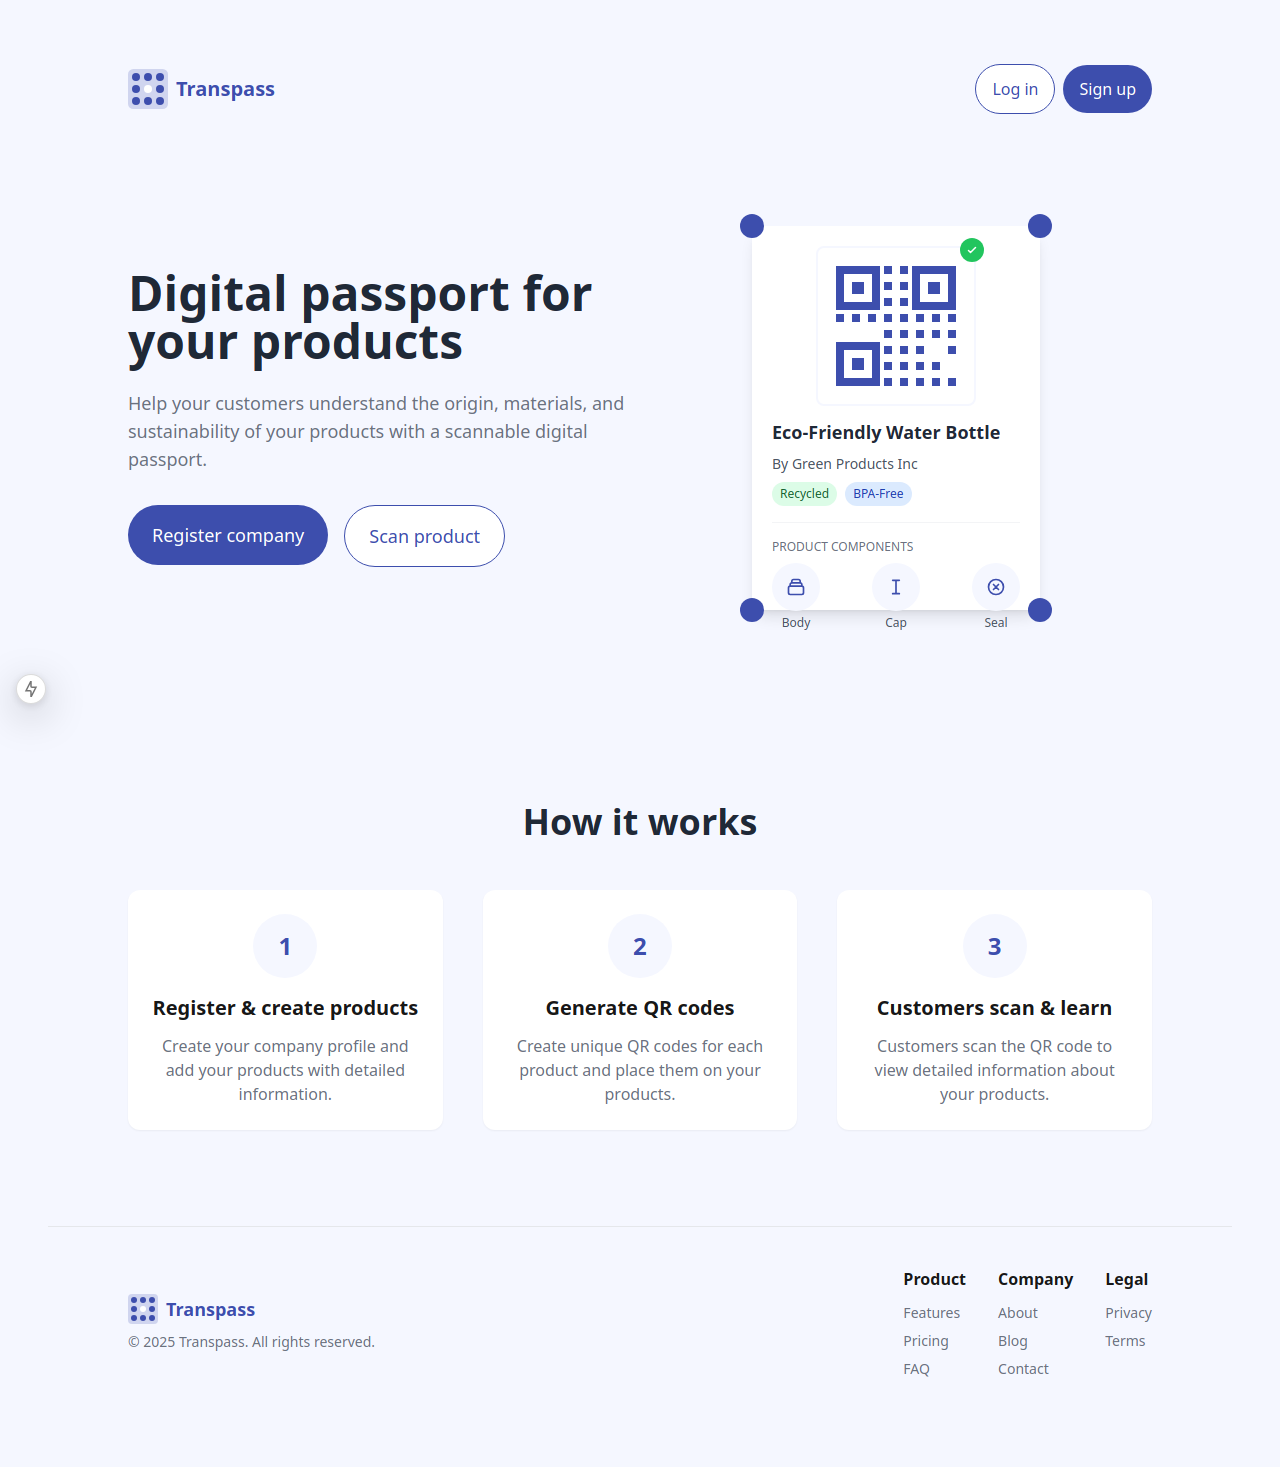 Transpass
Log in
Sign up
Digital passport for
your products
Help your customers understand the origin, materials, and
sustainability of your products with a scannable digital
passport.
Register company
Scan product
Eco-Friendly Water Bottle
By Green Products Inc
Recycled
BPA-Free
PRODUCT COMPONENTS
Body
Cap
Seal
How it works
1
Register & create products
Create your company profile and
add your products with detailed
information.
2
Generate QR codes
Create unique QR codes for each
product and place them on your
products.
3
Customers scan & learn
Customers scan the QR code to
view detailed information about
your products.
Transpass
© 2025 Transpass. All rights reserved.
Product
Features
Pricing
FAQ
Company
About
Blog
Contact
Legal
Privacy
Terms